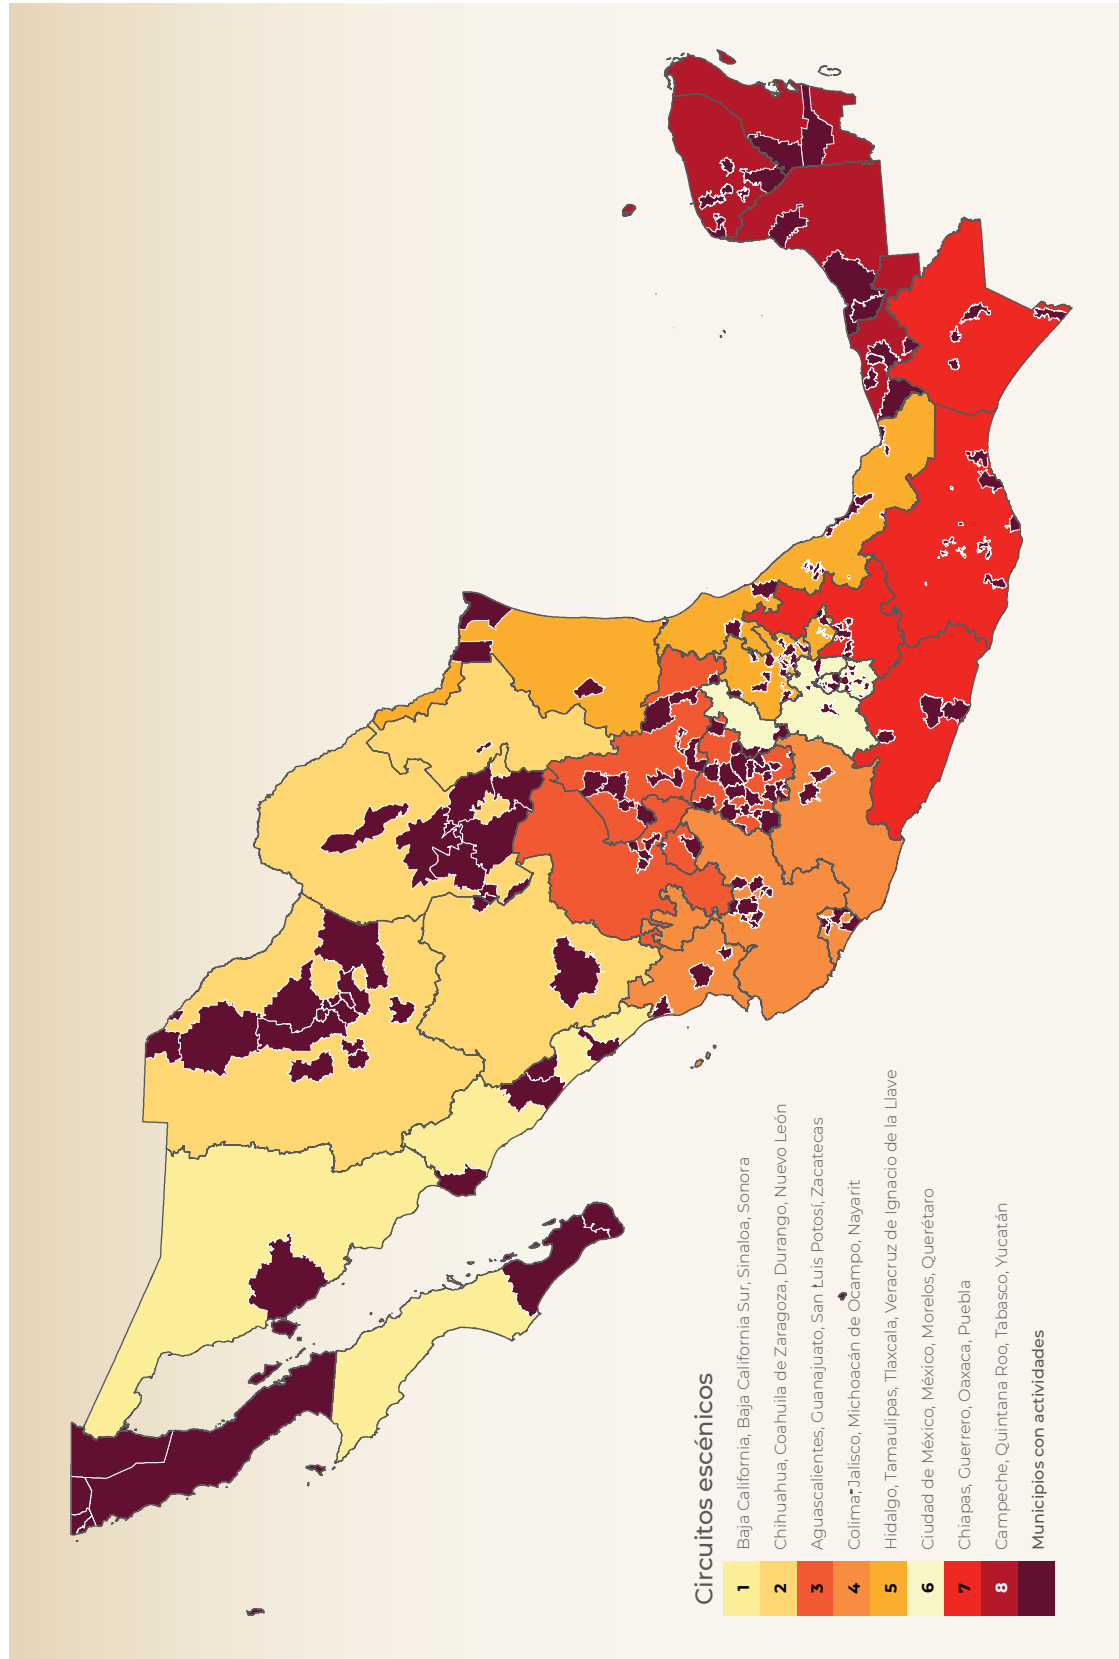 Circuitos escénicos
1 Baja California, Baja California Sur, Sinaloa, Sonora
2 Chihuahua, Coahuila de Zaragoza, Durango, Nuevo León
3 Aguascalientes, Guanajuato, San Luis Potosí, Zacatecas
4 Colima, Jalisco, Michoacán de Ocampo, Nayarit
5 Hidalgo, Tamaulipas, Tlaxcala, Veracruz de Ignacio de la Llave
6 Ciudad de México, México, Morelos, Querétaro
7 Chiapas, Guerrero, Oaxaca, Puebla
8 Campeche, Quintana Roo, Tabasco, Yucatán
Municipios con actividades